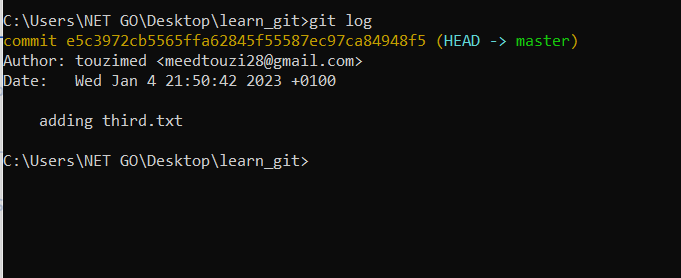 C:\Users\NET GO\Desktop\learn_git>git log
commit e5c3972cb5565ffa62845f55587ec97ca84948f5 (HEAD -> master)
Author: touzimed <meedtouzi28@gmail.com>
Date:   Wed Jan 4 21:50:42 2023 +0100
    adding third.txt
C:\Users\NET GO\Desktop\learn_git>